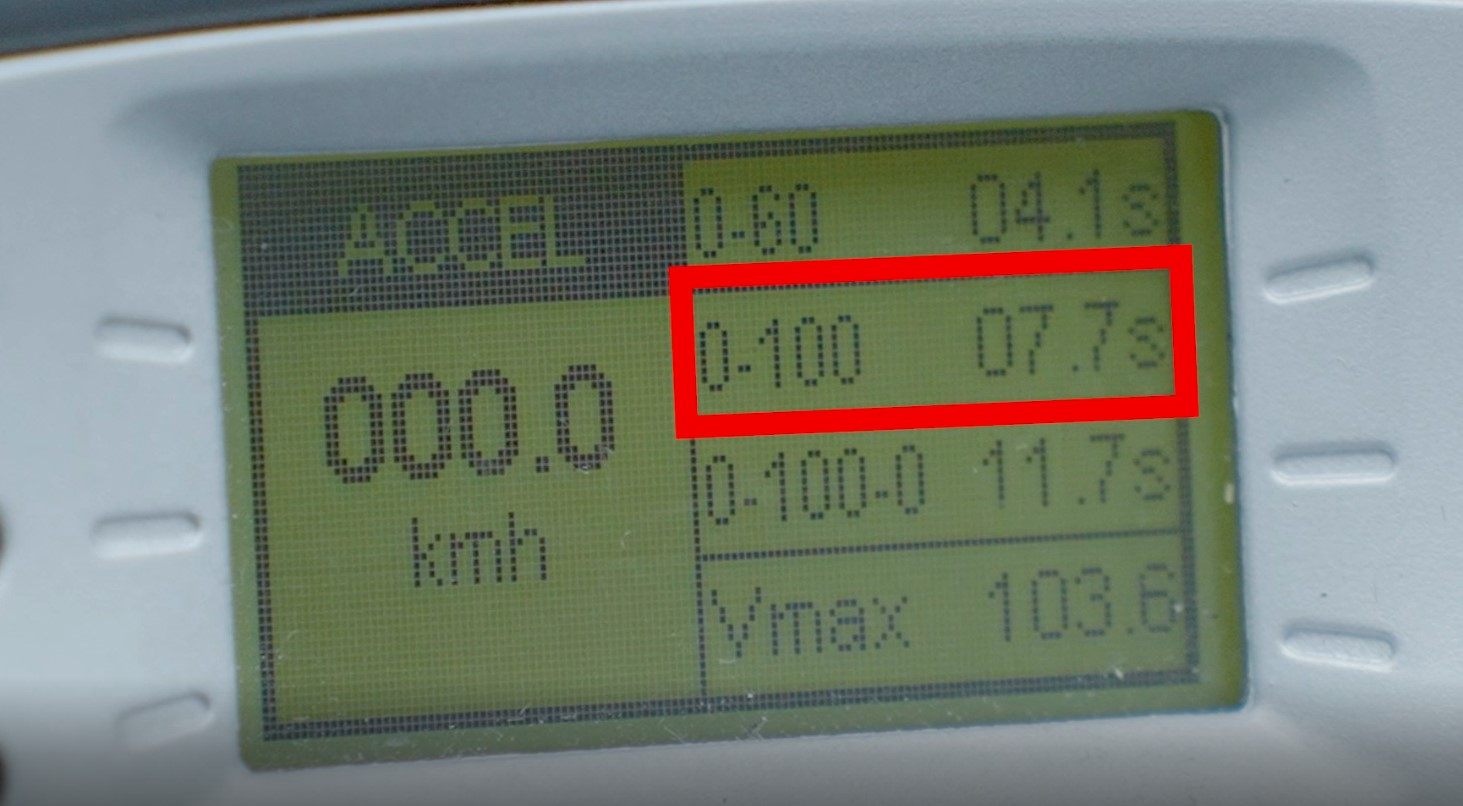 ACCEL
000.0
kmh
0-60 04.1s
0-100 07.7s
0-100-0 11.7s
Vmax 103.6